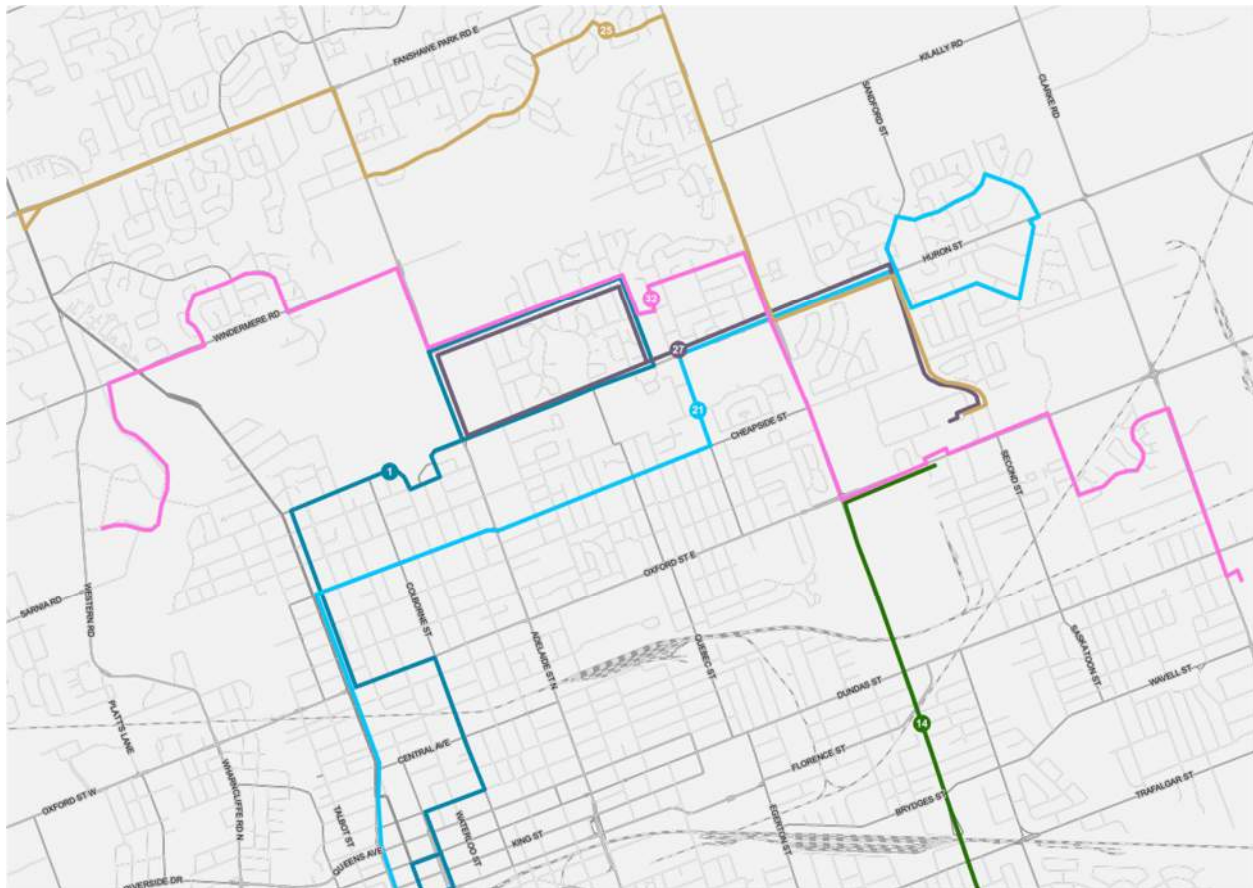 25
FANSHAWE PARK RD E
KILALLY RD
SANDFORD ST
CLARKE RD
HURON ST
32
WINDERMERE RD
27
21
CHEAPSIDE ST
1
SECOND ST
OXFORD ST E
SARNIA RD
WESTERN RD
COLBORNE ST
ADELAIDE ST N
QUEBEC ST
SASKATOON ST
WAVELL ST
DUNDAS ST
PLATT'S LANE
14
CENTRAL AVE
FLORENCE ST
WHARNCLIFFE RD N
OXFORD ST W
TRAFALGAR ST
BRYDGES ST
TALBOT ST
WATERLOO ST
EGERTON ST
KING ST
QUEENS AVE
RIVERSIDE DR